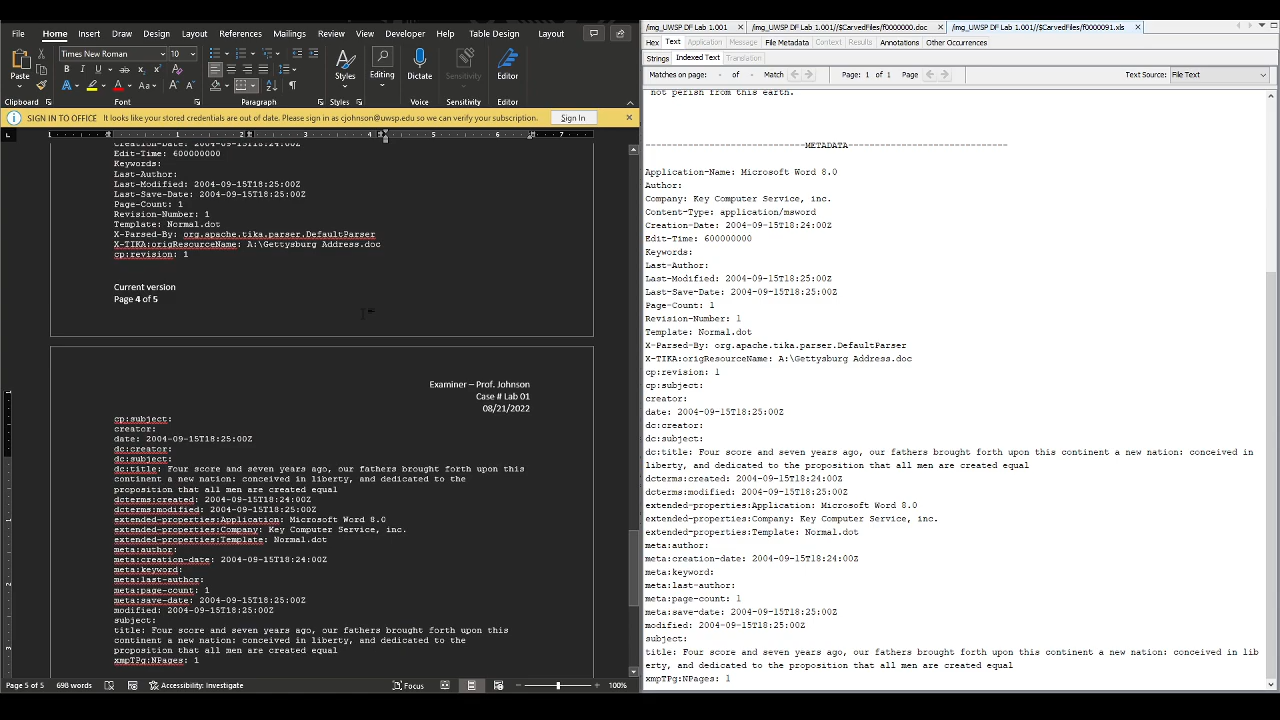 File Home Insert Draw Design Layout References Mailings Review View Help Table Design Layout
Times New Roman 10
Paste Styles Editing Dictate Sensitivity Editor
Clipboard Font Paragraph Styles Voice Sensitivity Editor
SIGN IN TO OFFICE It looks like your stored credentials are out of date. Please sign in as cjohnson@uwsp.edu so we can verify your subscription. Sign In
Creation-Date: 2004-09-15T18:24:00Z
Edit-Time: 600000000
Keywords:
Last-Author:
Last-Modified: 2004-09-15T18:25:00Z
Last-Save-Date: 2004-09-15T18:25:00Z
Page-Count: 1
Revision-Number: 1
Template: Normal.dot
X-Parsed-By: org.apache.tika.parser.DefaultParser
X-TIKA:origResourceName: A:\Gettysburg Address.doc
cp:revision: 1
Current version
Page 4 of 5
Examiner – Prof. Johnson
Case # Lab 01
08/21/2022
cp:subject:
creator:
date: 2004-09-15T18:25:00Z
dc:creator:
dc:subject:
dc:title: Four score and seven years ago, our fathers brought forth upon this
continent a new nation: conceived in liberty, and dedicated to the
proposition that all men are created equal
dcterms:created: 2004-09-15T18:24:00Z
dcterms:modified: 2004-09-15T18:25:00Z
extended-properties:Application: Microsoft Word 8.0
extended-properties:Company: Key Computer Service, inc.
extended-properties:Template: Normal.dot
meta:author:
meta:creation-date: 2004-09-15T18:24:00Z
meta:keyword:
meta:last-author:
meta:page-count: 1
meta:save-date: 2004-09-15T18:25:00Z
modified: 2004-09-15T18:25:00Z
subject:
title: Four score and seven years ago, our fathers brought forth upon this
continent a new nation: conceived in liberty, and dedicated to the
proposition that all men are created equal
xmpTPg:NPages: 1
Page 5 of 5 698 words Accessibility: Investigate Focus 100%
/img_UWSP DF Lab 1.001 /img_UWSP DF Lab 1.001//$CarvedFiles/f0000000.doc /img_UWSP DF Lab 1.001//$CarvedFiles/f0000091.xls
Hex Text Application Message File Metadata Context Results Annotations Other Occurrences
Strings Indexed Text Translation
Matches on page: - of - Match Page: 1 of 1 Page Text Source: File Text
not perish from this earth.
------------------------------METADATA------------------------------
Application-Name: Microsoft Word 8.0
Author:
Company: Key Computer Service, inc.
Content-Type: application/msword
Creation-Date: 2004-09-15T18:24:00Z
Edit-Time: 600000000
Keywords:
Last-Author:
Last-Modified: 2004-09-15T18:25:00Z
Last-Save-Date: 2004-09-15T18:25:00Z
Page-Count: 1
Revision-Number: 1
Template: Normal.dot
X-Parsed-By: org.apache.tika.parser.DefaultParser
X-TIKA:origResourceName: A:\Gettysburg Address.doc
cp:revision: 1
cp:subject:
creator:
date: 2004-09-15T18:25:00Z
dc:creator:
dc:subject:
dc:title: Four score and seven years ago, our fathers brought forth upon this continent a new nation: conceived in
liberty, and dedicated to the proposition that all men are created equal
dcterms:created: 2004-09-15T18:24:00Z
dcterms:modified: 2004-09-15T18:25:00Z
extended-properties:Application: Microsoft Word 8.0
extended-properties:Company: Key Computer Service, inc.
extended-properties:Template: Normal.dot
meta:author:
meta:creation-date: 2004-09-15T18:24:00Z
meta:keyword:
meta:last-author:
meta:page-count: 1
meta:save-date: 2004-09-15T18:25:00Z
modified: 2004-09-15T18:25:00Z
subject:
title: Four score and seven years ago, our fathers brought forth upon this continent a new nation: conceived in lib
erty, and dedicated to the proposition that all men are created equal
xmpTPg:NPages: 1